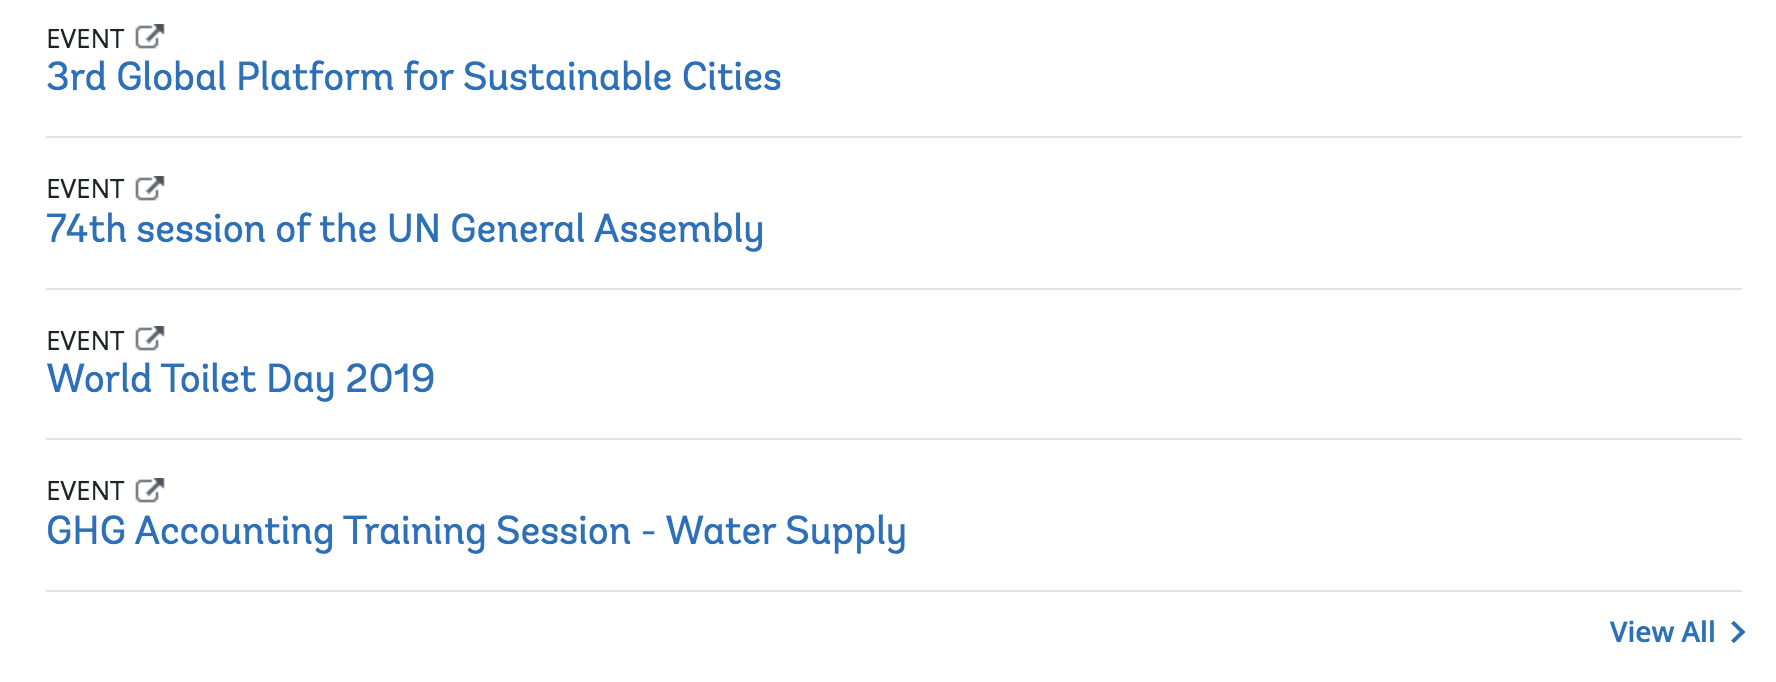 EVENT
3rd Global Platform for Sustainable Cities
EVENT
74th session of the UN General Assembly
EVENT
World Toilet Day 2019
EVENT
GHG Accounting Training Session - Water Supply
View All